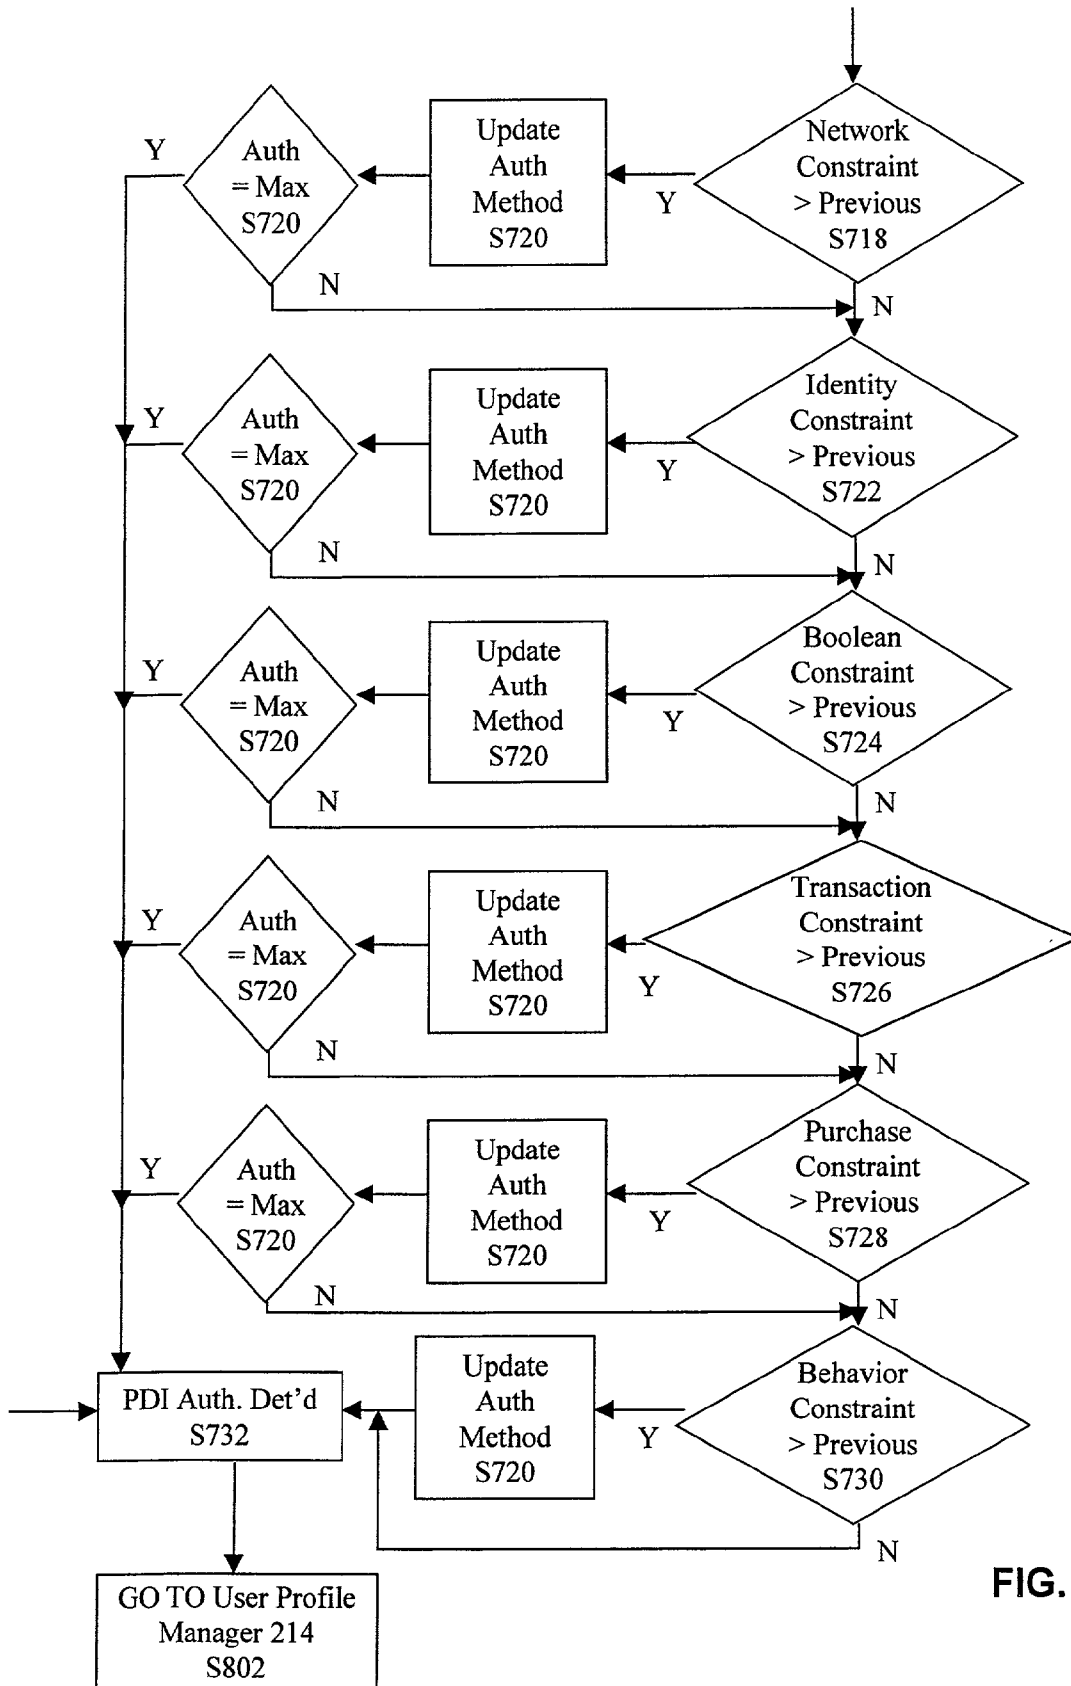 Y
Auth
= Max
S720
Update
Auth
Method
S720
Y
Network
Constraint
> Previous
S718
N
N
Y
Auth
= Max
S720
Update
Auth
Method
S720
Y
Identity
Constraint
> Previous
S722
N
N
Y
Auth
= Max
S720
Update
Auth
Method
S720
Y
Boolean
Constraint
> Previous
S724
N
N
Y
Auth
= Max
S720
Update
Auth
Method
S720
Y
Transaction
Constraint
> Previous
S726
N
N
Y
Auth
= Max
S720
Update
Auth
Method
S720
Y
Purchase
Constraint
> Previous
S728
N
N
PDI Auth. Det'd
S732
Update
Auth
Method
S720
Y
Behavior
Constraint
> Previous
S730
N
GO TO User Profile
Manager 214
S802
FIG.